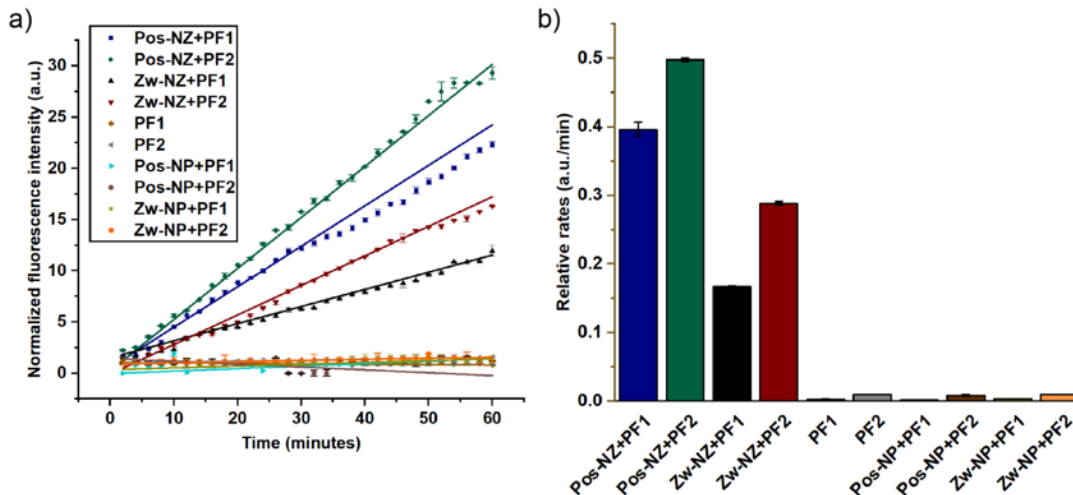 a)
Pos-NZ+PF1
Pos-NZ+PF2
Zw-NZ+PF1
Zw-NZ+PF2
PF1
PF2
Pos-NP+PF1
Pos-NP+PF2
Zw-NP+PF1
Zw-NP+PF2
Normalized fluorescence intensity (a.u.)
30
25
20
15
10
5
0
0 10 20 30 40 50 60
Time (minutes)
b)
Relative rates (a.u./min)
0.5
0.4
0.3
0.2
0.1
0.0
Pos-NZ+PF1
Pos-NZ+PF2
Zw-NZ+PF1
Zw-NZ+PF2
PF1
PF2
Pos-NP+PF1
Pos-NP+PF2
Zw-NP+PF1
Zw-NP+PF2